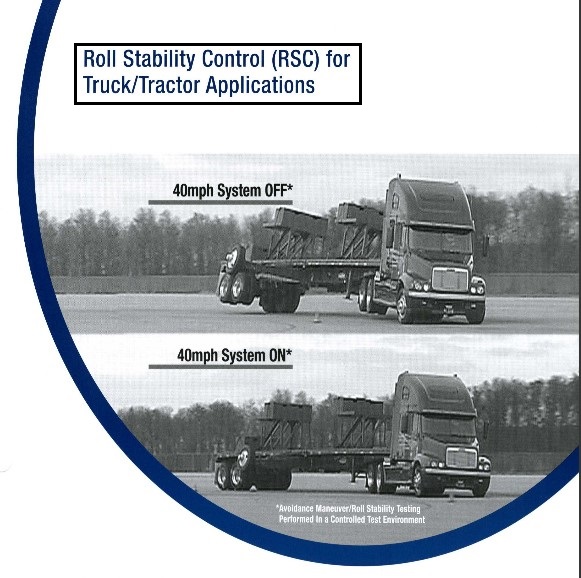 Roll Stability Control (RSC) for
Truck/Tractor Applications
40mph System OFF*
40mph System ON*
*Avoidance Maneuver/Roll Stability Testing
Performed In a Controlled Test Environment